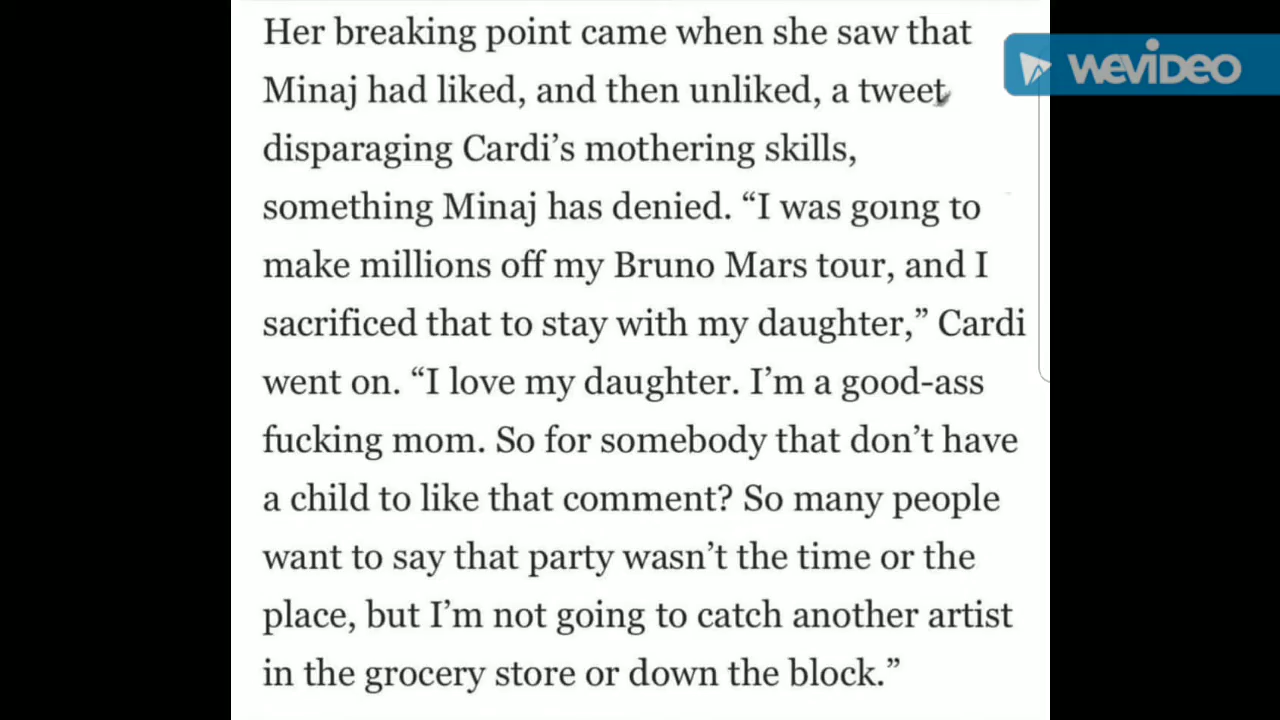 Her breaking point came when she saw that
Minaj had liked, and then unliked, a tweet
disparaging Cardi’s mothering skills,
something Minaj has denied. “I was going to
make millions off my Bruno Mars tour, and I
sacrificed that to stay with my daughter,” Cardi
went on. “I love my daughter. I’m a good-ass
fucking mom. So for somebody that don’t have
a child to like that comment? So many people
want to say that party wasn’t the time or the
place, but I’m not going to catch another artist
in the grocery store or down the block.”
WEVIDEO